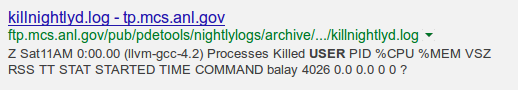 killnightlyd.log - tp.mcs.anl.gov
ftp.mcs.anl.gov/pub/pdetools/nightlylogs/archive/.../killnightlyd.log
Z Sat11AM 0:00.00 (llvm-gcc-4.2) Processes Killed USER PID %CPU %MEM VSZ
RSS TT STAT STARTED TIME COMMAND balay 4026 0.0 0.0 0 0 ?